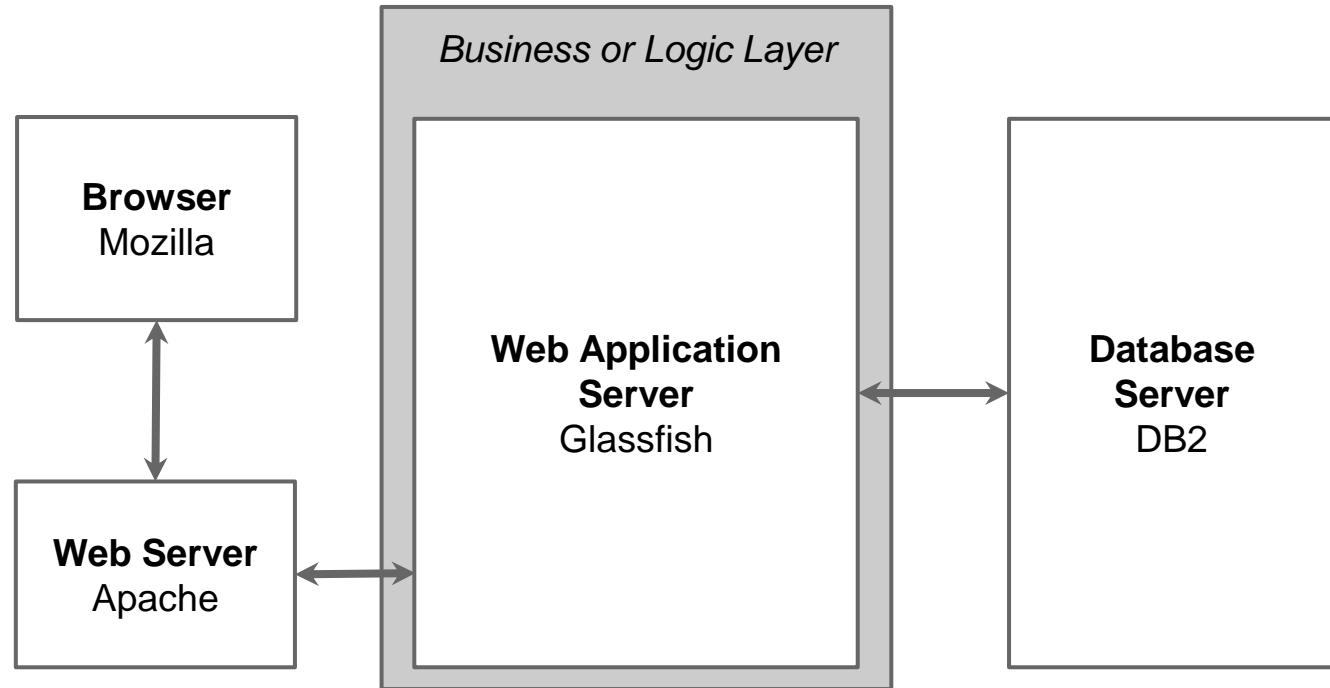 Business or Logic Layer
Browser
Mozilla
Web Server
Apache
Web Application
Server
Glassfish
Database
Server
DB2